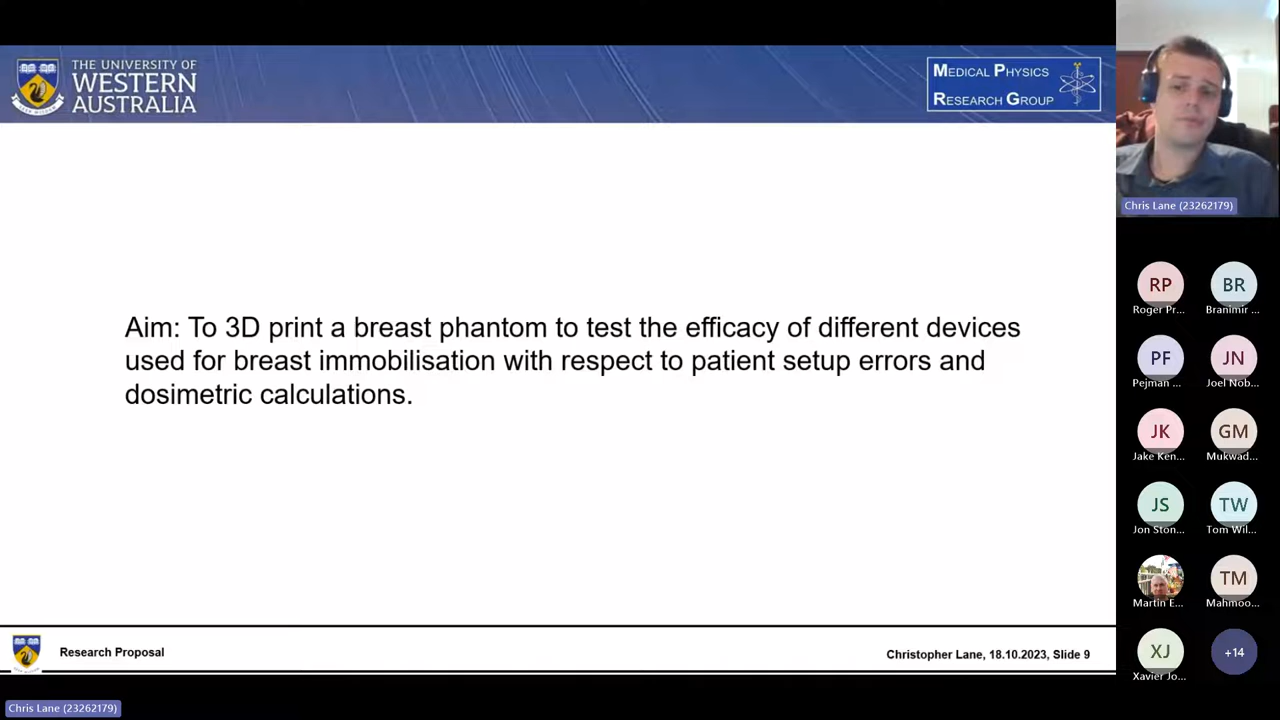 THE UNIVERSITY OF
WESTERN
AUSTRALIA
MEDICAL PHYSICS
RESEARCH GROUP
Aim: To 3D print a breast phantom to test the efficacy of different devices
used for breast immobilisation with respect to patient setup errors and
dosimetric calculations.
Research Proposal
Christopher Lane, 18.10.2023, Slide 9
Chris Lane (23262179)
Chris Lane (23262179)
RP
Roger Pr...
BR
Branimir ...
PF
Pejman ...
JN
Joel Nob...
JK
Jake Ken...
GM
Mukwad...
JS
Jon Ston...
TW
Tom Wil...
Martin E...
TM
Mahmoo...
XJ
Xavier Jo...
+14